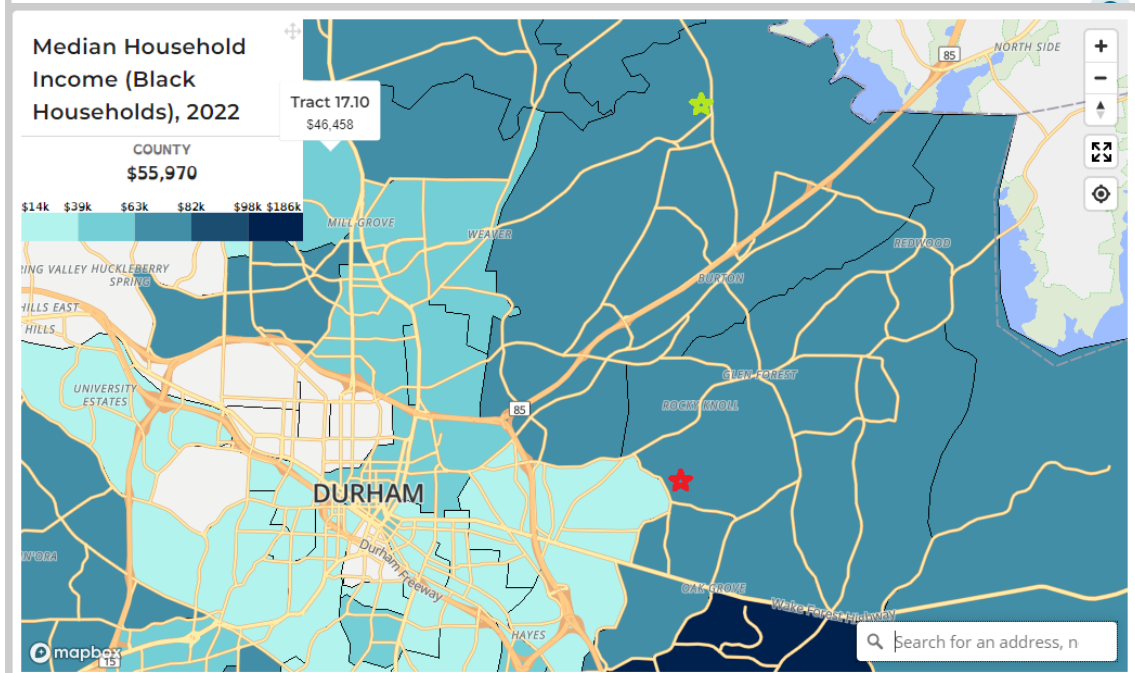 Median Household
Income (Black
Households), 2022
COUNTY
$55,970
$14k $39k $63k $82k $98k $186k
Tract 17.10
$46,458
NORTH SIDE
85
MILL GROVE
WEAVER
REDWOOD
RING VALLEY HUCKLEBERRY
SPRING
BURTON
HILLS EAST
HILLS
GLEN FOREST
UNIVERSITY
ESTATES
ROCKY KNOLL
85
DURHAM
Durham Freeway
N'ORA
OAK GROVE
Wake Forest Highway
HAYES
Search for an address, n
mapbox
15